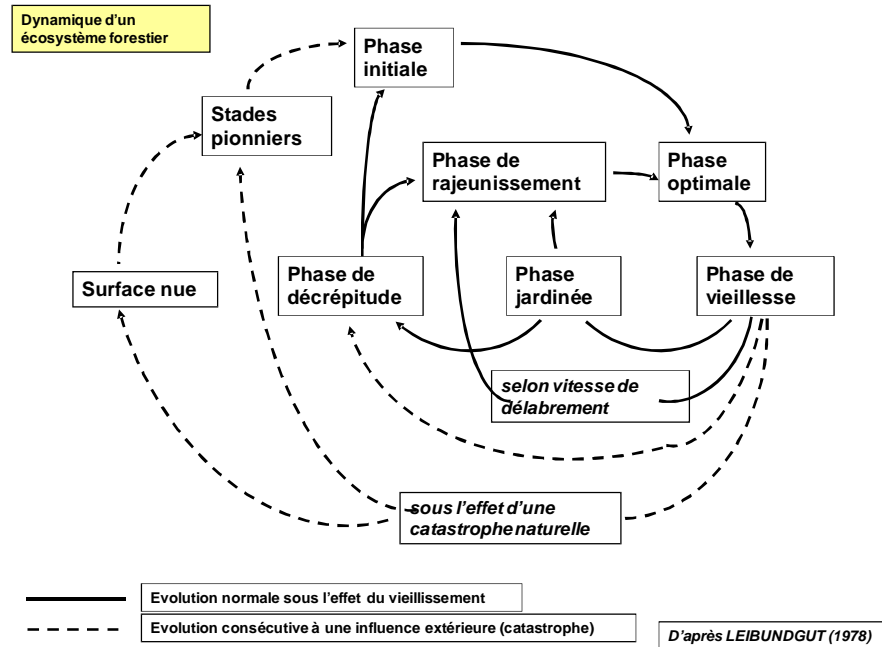 Dynamique d'un
écosystème forestier
Phase
initiale
Stades
pionniers
Phase de
rajeunissement
Phase
optimale
Surface nue
Phase de
décrépitude
Phase
jardinée
Phase de
vieillesse
selon vitesse de
délabrement
sous l'effet d'une
catastrophe naturelle
Evolution normale sous l'effet du vieillissement
Evolution consécutive à une influence extérieure (catastrophe)
D'après LEIBUNDGUT (1978)